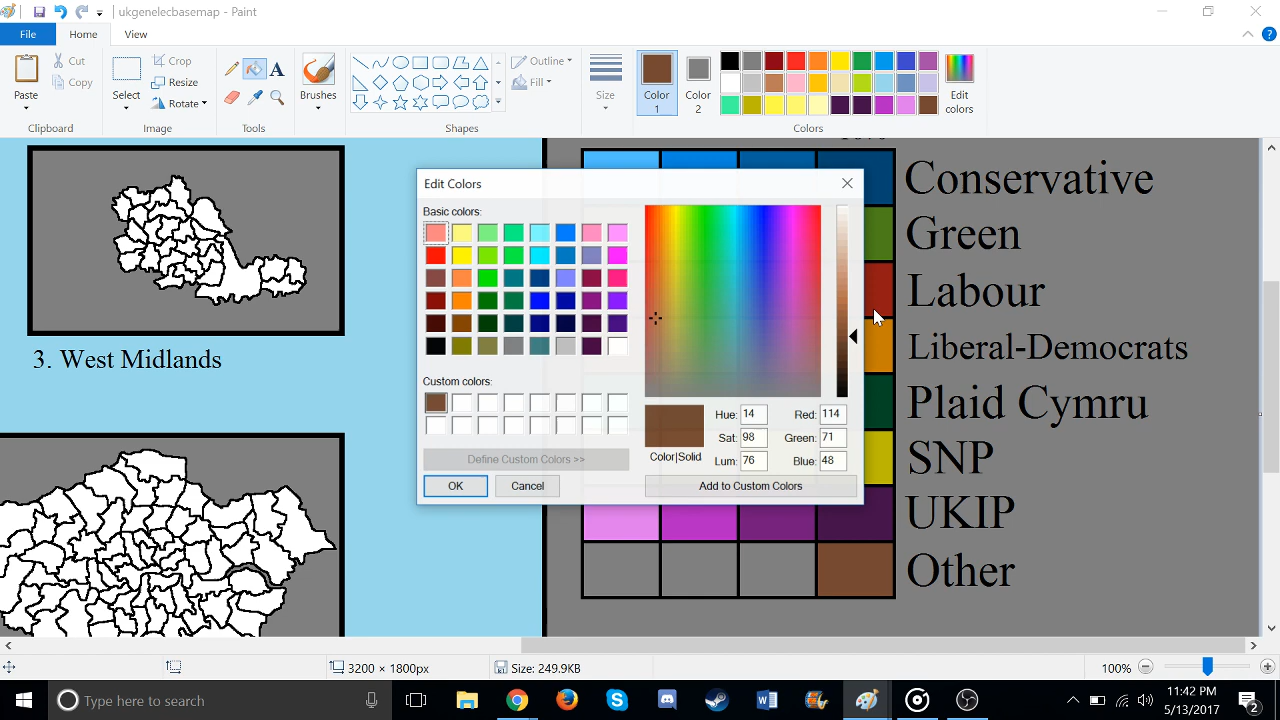 ukgenelecbasemap - Paint
File Home View
Paste
Cut
Copy
Clipboard
Select
Crop
Resize
Rotate
Image
Tools
Brushes
Shapes
Outline
Fill
Size
Color 1
Color 2
Edit colors
Colors
3. West Midlands
Conservative
Green
Labour
Liberal-Democrats
Plaid Cymru
SNP
UKIP
Other
Edit Colors
Basic colors:
Custom colors:
Define Custom Colors >>
OK Cancel
Color|Solid
Hue: 14 Red: 114
Sat: 98 Green: 71
Lum: 76 Blue: 48
Add to Custom Colors
3200 × 1800px Size: 249.9KB 100%
Type here to search
11:42 PM
5/13/2017
2